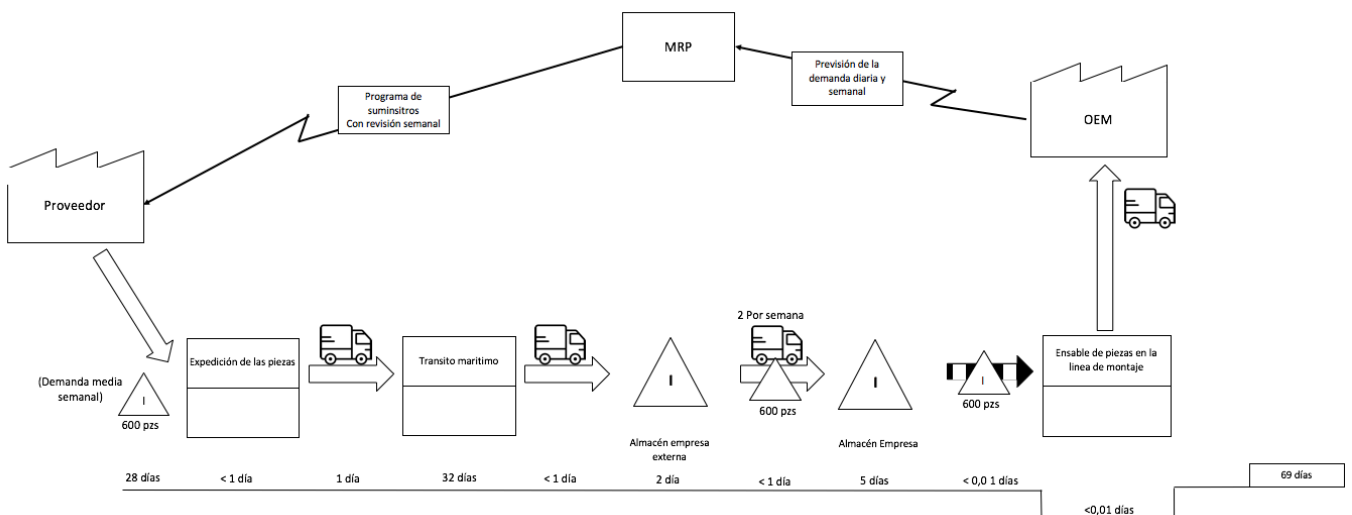 MRP
Previsión de la
demanda diaria y
semanal
Programa de
suminsitros
Con revisión semanal
OEM
Proveedor
2 Por semana
Expedición de las piezas
Transito maritimo
Ensable de piezas en la
linea de montaje
(Demanda media
semanal)
I
600 pzs
I
600 pzs
I
I
600 pzs
Almacén empresa
externa
Almacén Empresa
28 días
< 1 día
1 día
32 días
< 1 día
2 día
< 1 día
5 días
< 0,0 1 días
69 días
<0,01 días